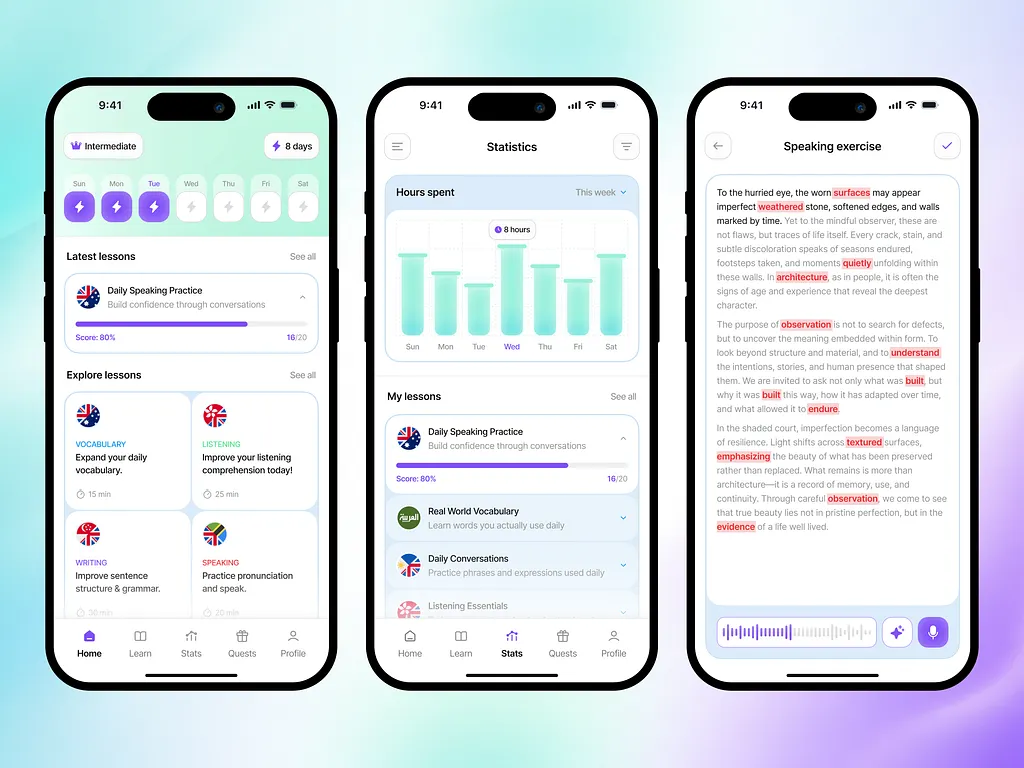 9:41
Intermediate
8 days
Sun Mon Tue Wed Thu Fri Sat
Latest lessons See all
Daily Speaking Practice
Build confidence through conversations
Score: 80% 16/20
Explore lessons See all
VOCABULARY
Expand your daily
vocabulary.
15 min
LISTENING
Improve your listening
comprehension today!
25 min
WRITING
Improve sentence
structure & grammar.
30 min
SPEAKING
Practice pronunciation
and speak.
20 min
Home Learn Stats Quests Profile
9:41
Statistics
Hours spent This week
8 hours
Sun Mon Tue Wed Thu Fri Sat
My lessons See all
Daily Speaking Practice
Build confidence through conversations
Score: 80% 16/20
العربية
Real World Vocabulary
Learn words you actually use daily
Daily Conversations
Practice phrases and expressions used daily
Listening Essentials
Home Learn Stats Quests Profile
9:41
Speaking exercise
To the hurried eye, the worn surfaces may appear
imperfect weathered stone, softened edges, and walls
marked by time. Yet to the mindful observer, these are
not flaws, but traces of life itself. Every crack, stain, and
subtle discoloration speaks of seasons endured,
footsteps taken, and moments quietly unfolding within
these walls. In architecture, as in people, it is often the
signs of age and experience that reveal the deepest
character.
The purpose of observation is not to search for defects,
but to uncover the meaning embedded within form. To
look beyond structure and material, and to understand
the intentions, stories, and human presence that shaped
them. We are invited to ask not only what was built, but
why it was built this way, how it has adapted over time,
and what allowed it to endure.
In the shaded court, imperfection becomes a language
of resilience. Light shifts across textured surfaces,
emphasizing the beauty of what has been preserved
rather than replaced. What remains is more than
architecture—it is a record of memory, use, and
continuity. Through careful observation, we come to see
that true beauty lies not in pristine perfection, but in the
evidence of a life well lived.